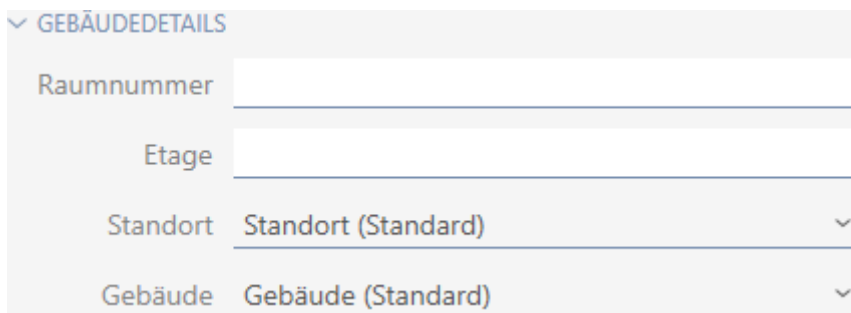 GEBÄUDEDETAILS
Raumnummer
Etage
Standort Standort (Standard)
Gebäude Gebäude (Standard)